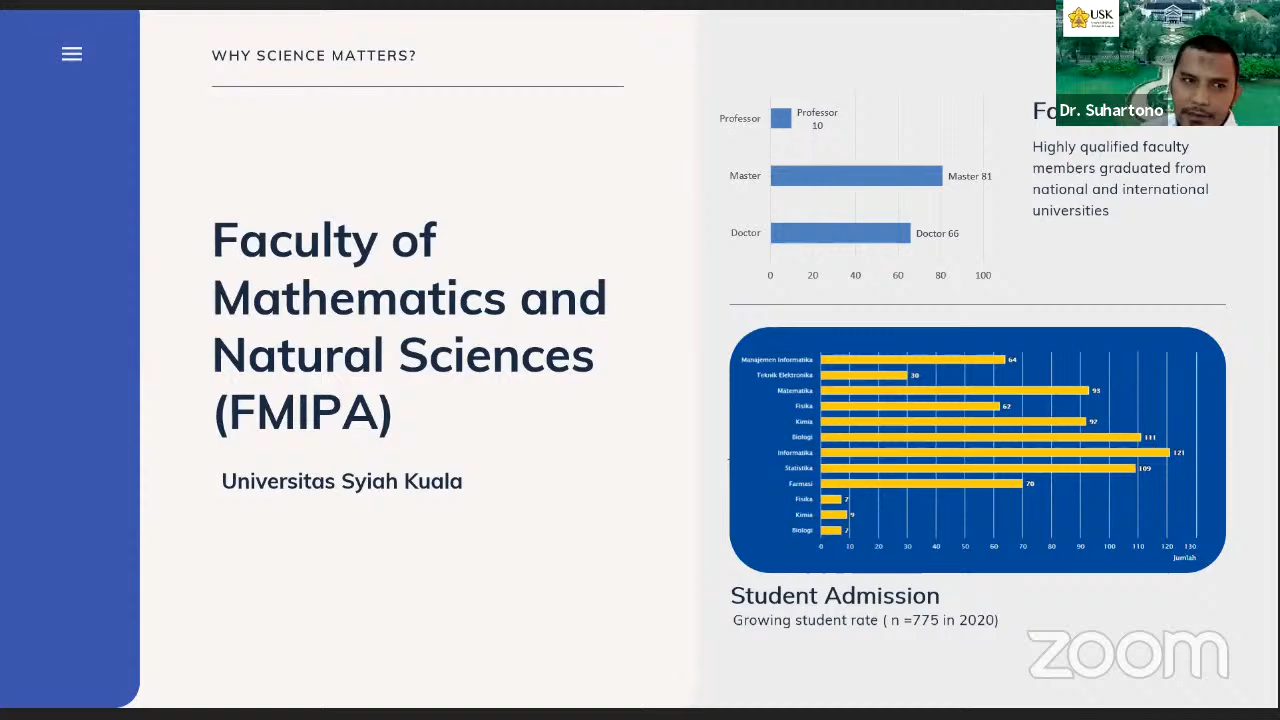 WHY SCIENCE MATTERS?
Faculty of
Mathematics and
Natural Sciences
(FMIPA)
Universitas Syiah Kuala
Professor
Professor
10
Master
Master 81
Doctor
Doctor 66
0 20 40 60 80 100
USK
Dr. Suhartono
Highly qualified faculty
members graduated from
national and international
universities
Manajemen Informatika 64
Teknik Elektronika 30
Matematika 93
Fisika 62
Kimia 92
Biologi 111
Informatika 121
Statistika 109
Farmasi 70
Fisika 7
Kimia 9
Biologi 7
0 10 20 30 40 50 60 70 80 90 100 110 120 130
Jumlah
Student Admission
Growing student rate ( n =775 in 2020)
zoom